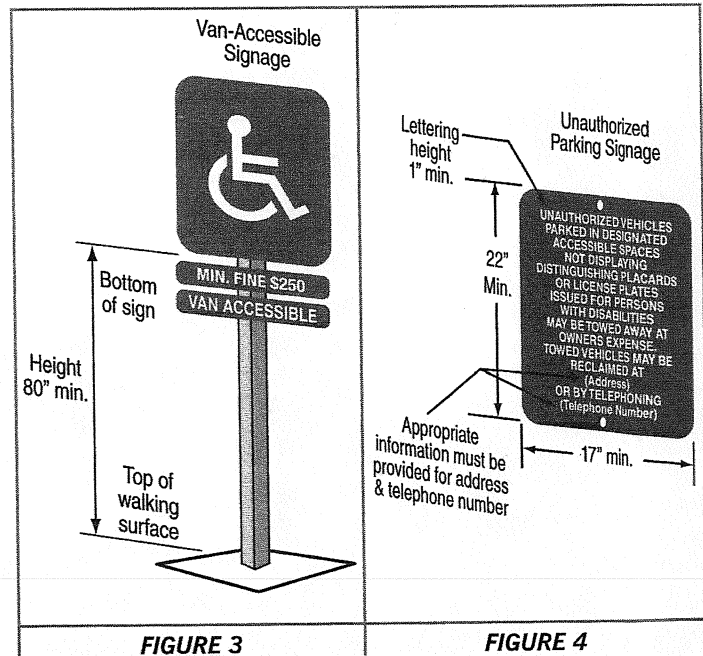 Van-Accessible
Signage
MIN. FINE $250
VAN ACCESSIBLE
Bottom
of sign
Height
80" min.
Top of
walking
surface
FIGURE 3
Unauthorized
Parking Signage
Lettering
height
1" min.
UNAUTHORIZED VEHICLES
PARKED IN DESIGNATED
ACCESSIBLE SPACES
NOT DISPLAYING
DISTINGUISHING PLACARDS
OR LICENSE PLATES
ISSUED FOR PERSONS
WITH DISABILITIES
MAY BE TOWED AWAY AT
OWNERS EXPENSE.
TOWED VEHICLES MAY BE
RECLAIMED AT
(Address)
OR BY TELEPHONING
(Telephone Number)
22"
Min.
17" min.
Appropriate
information must be
provided for address
& telephone number
FIGURE 4